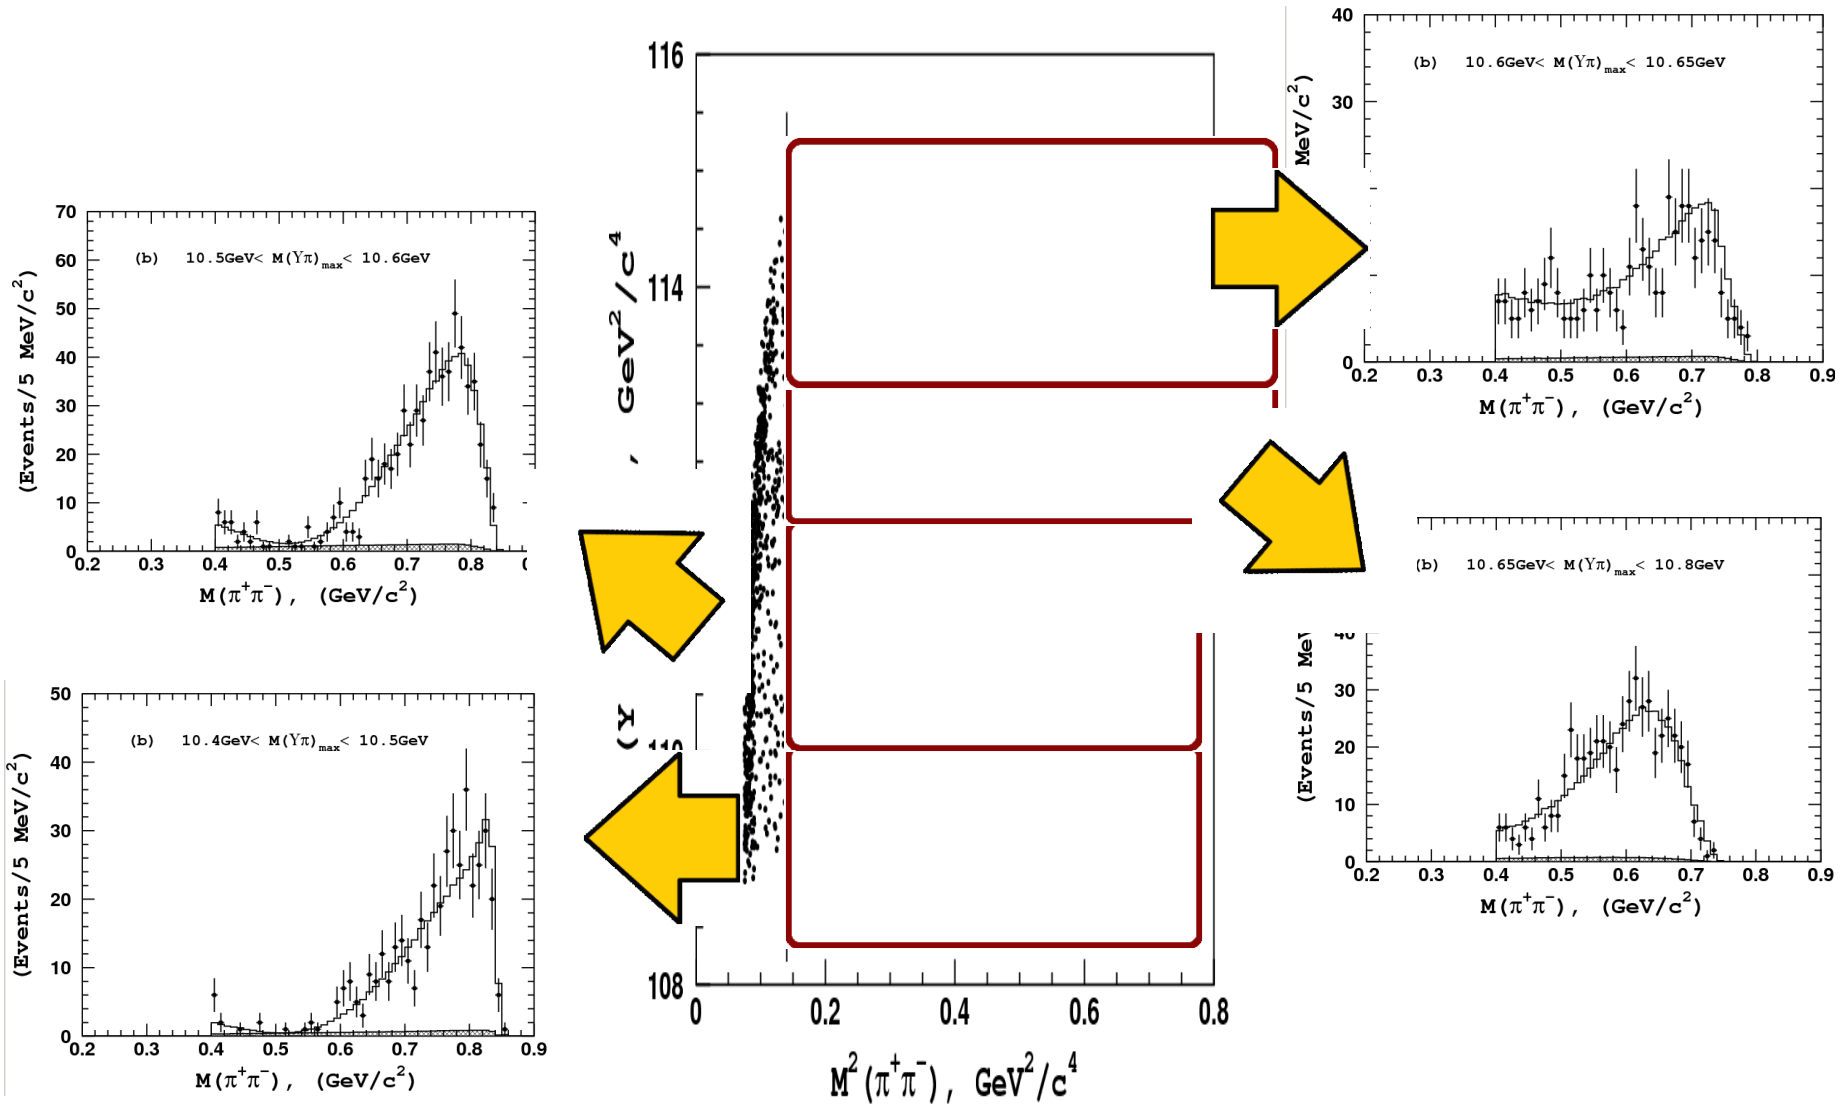 116
114
108
0 0.2 0.4 0.6 0.8
M²(π⁺π⁻), GeV²/c⁴
, GeV²/c⁴
(Y
70
60
50
40
30
20
10
0
(b) 10.5GeV< M(Υπ)max< 10.6GeV
0.2 0.3 0.4 0.5 0.6 0.7 0.8
M(π⁺π⁻), (GeV/c²)
(Events/5 MeV/c²)
50
40
30
20
10
0
(b) 10.4GeV< M(Υπ)max< 10.5GeV
0.2 0.3 0.4 0.5 0.6 0.7 0.8 0.9
M(π⁺π⁻), (GeV/c²)
(Events/5 MeV/c²)
40
30
0
(b) 10.6GeV< M(Υπ)max< 10.65GeV
0.2 0.3 0.4 0.5 0.6 0.7 0.8 0.9
M(π⁺π⁻), (GeV/c²)
MeV/c²)
30
20
10
0
(b) 10.65GeV< M(Υπ)max< 10.8GeV
0.2 0.3 0.4 0.5 0.6 0.7 0.8 0.9
M(π⁺π⁻), (GeV/c²)
(Events/5 Me